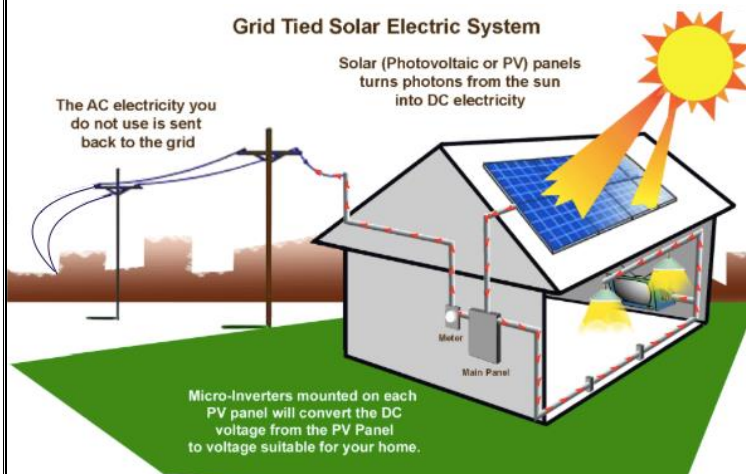 Grid Tied Solar Electric System
Solar (Photovoltaic or PV) panels
turns photons from the sun
into DC electricity
The AC electricity you
do not use is sent
back to the grid
Meter
Main Panel
Micro-Inverters mounted on each
PV panel will convert the DC
voltage from the PV Panel
to voltage suitable for your home.